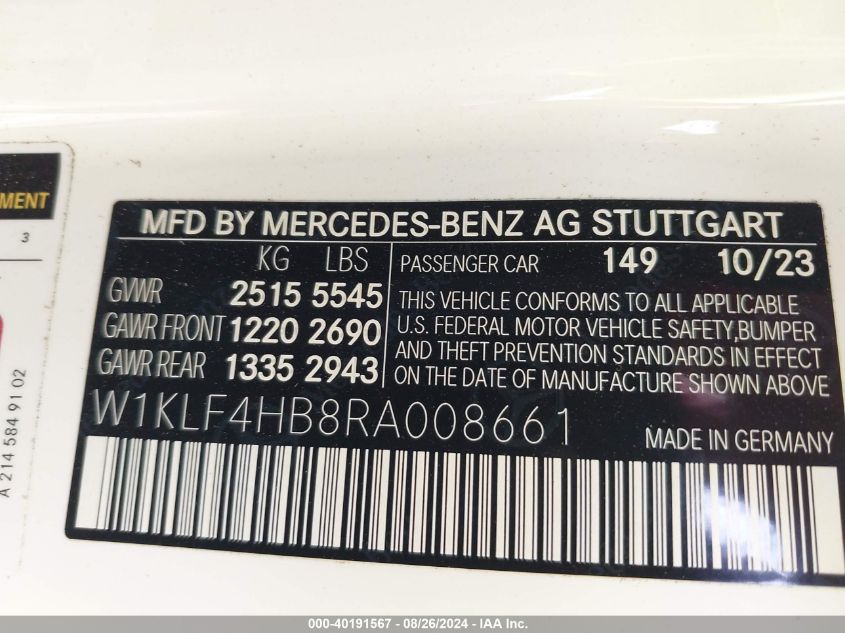 MENT
3
A 214 584 91 02
MFD BY MERCEDES-BENZ AG STUTTGART
KG LBS
GVWR 2515 5545
GAWR FRONT 1220 2690
GAWR REAR 1335 2943
PASSENGER CAR 149 10/23
THIS VEHICLE CONFORMS TO ALL APPLICABLE
U.S. FEDERAL MOTOR VEHICLE SAFETY,BUMPER
AND THEFT PREVENTION STANDARDS IN EFFECT
ON THE DATE OF MANUFACTURE SHOWN ABOVE
W1KLF4HB8RA008661
MADE IN GERMANY
000-40191567 - 08/26/2024 - IAA Inc.